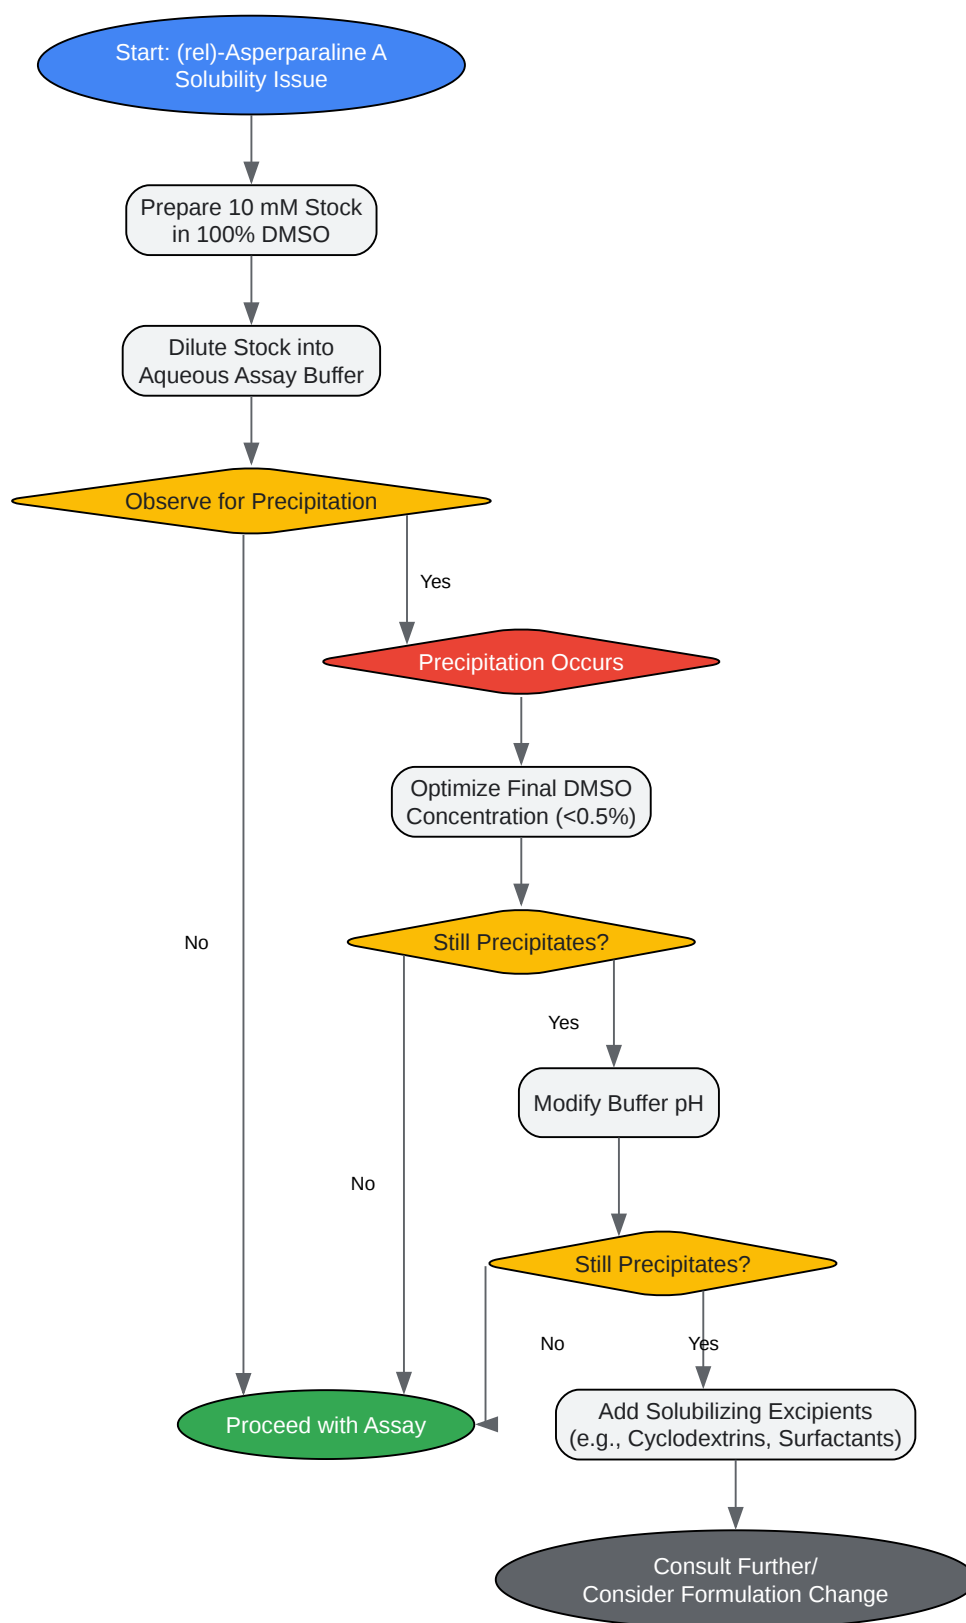 Start: (rel)-Asperparaline A
Solubility Issue
Prepare 10 mM Stock
in 100% DMSO
Dilute Stock into
Aqueous Assay Buffer
Observe for Precipitation
Yes
Precipitation Occurs
Optimize Final DMSO
Concentration (<0.5%)
No
Still Precipitates?
Yes
Modify Buffer pH
No
Still Precipitates?
No
Yes
Proceed with Assay
Add Solubilizing Excipients
(e.g., Cyclodextrins, Surfactants)
Consult Further/
Consider Formulation Change